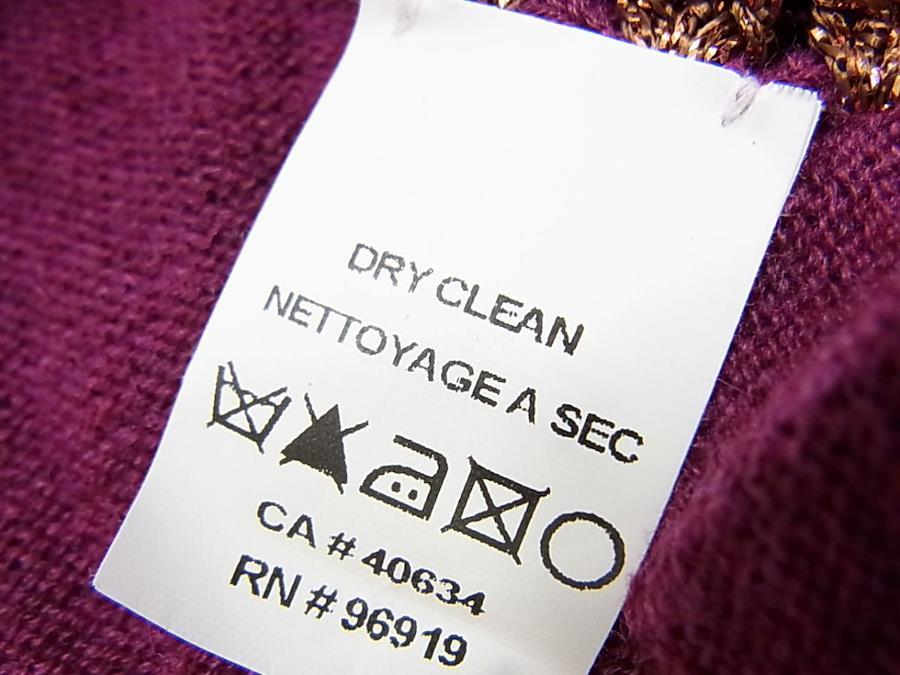 DRY CLEAN
NETTOYAGE A SEC
CA # 40634
RN # 96919